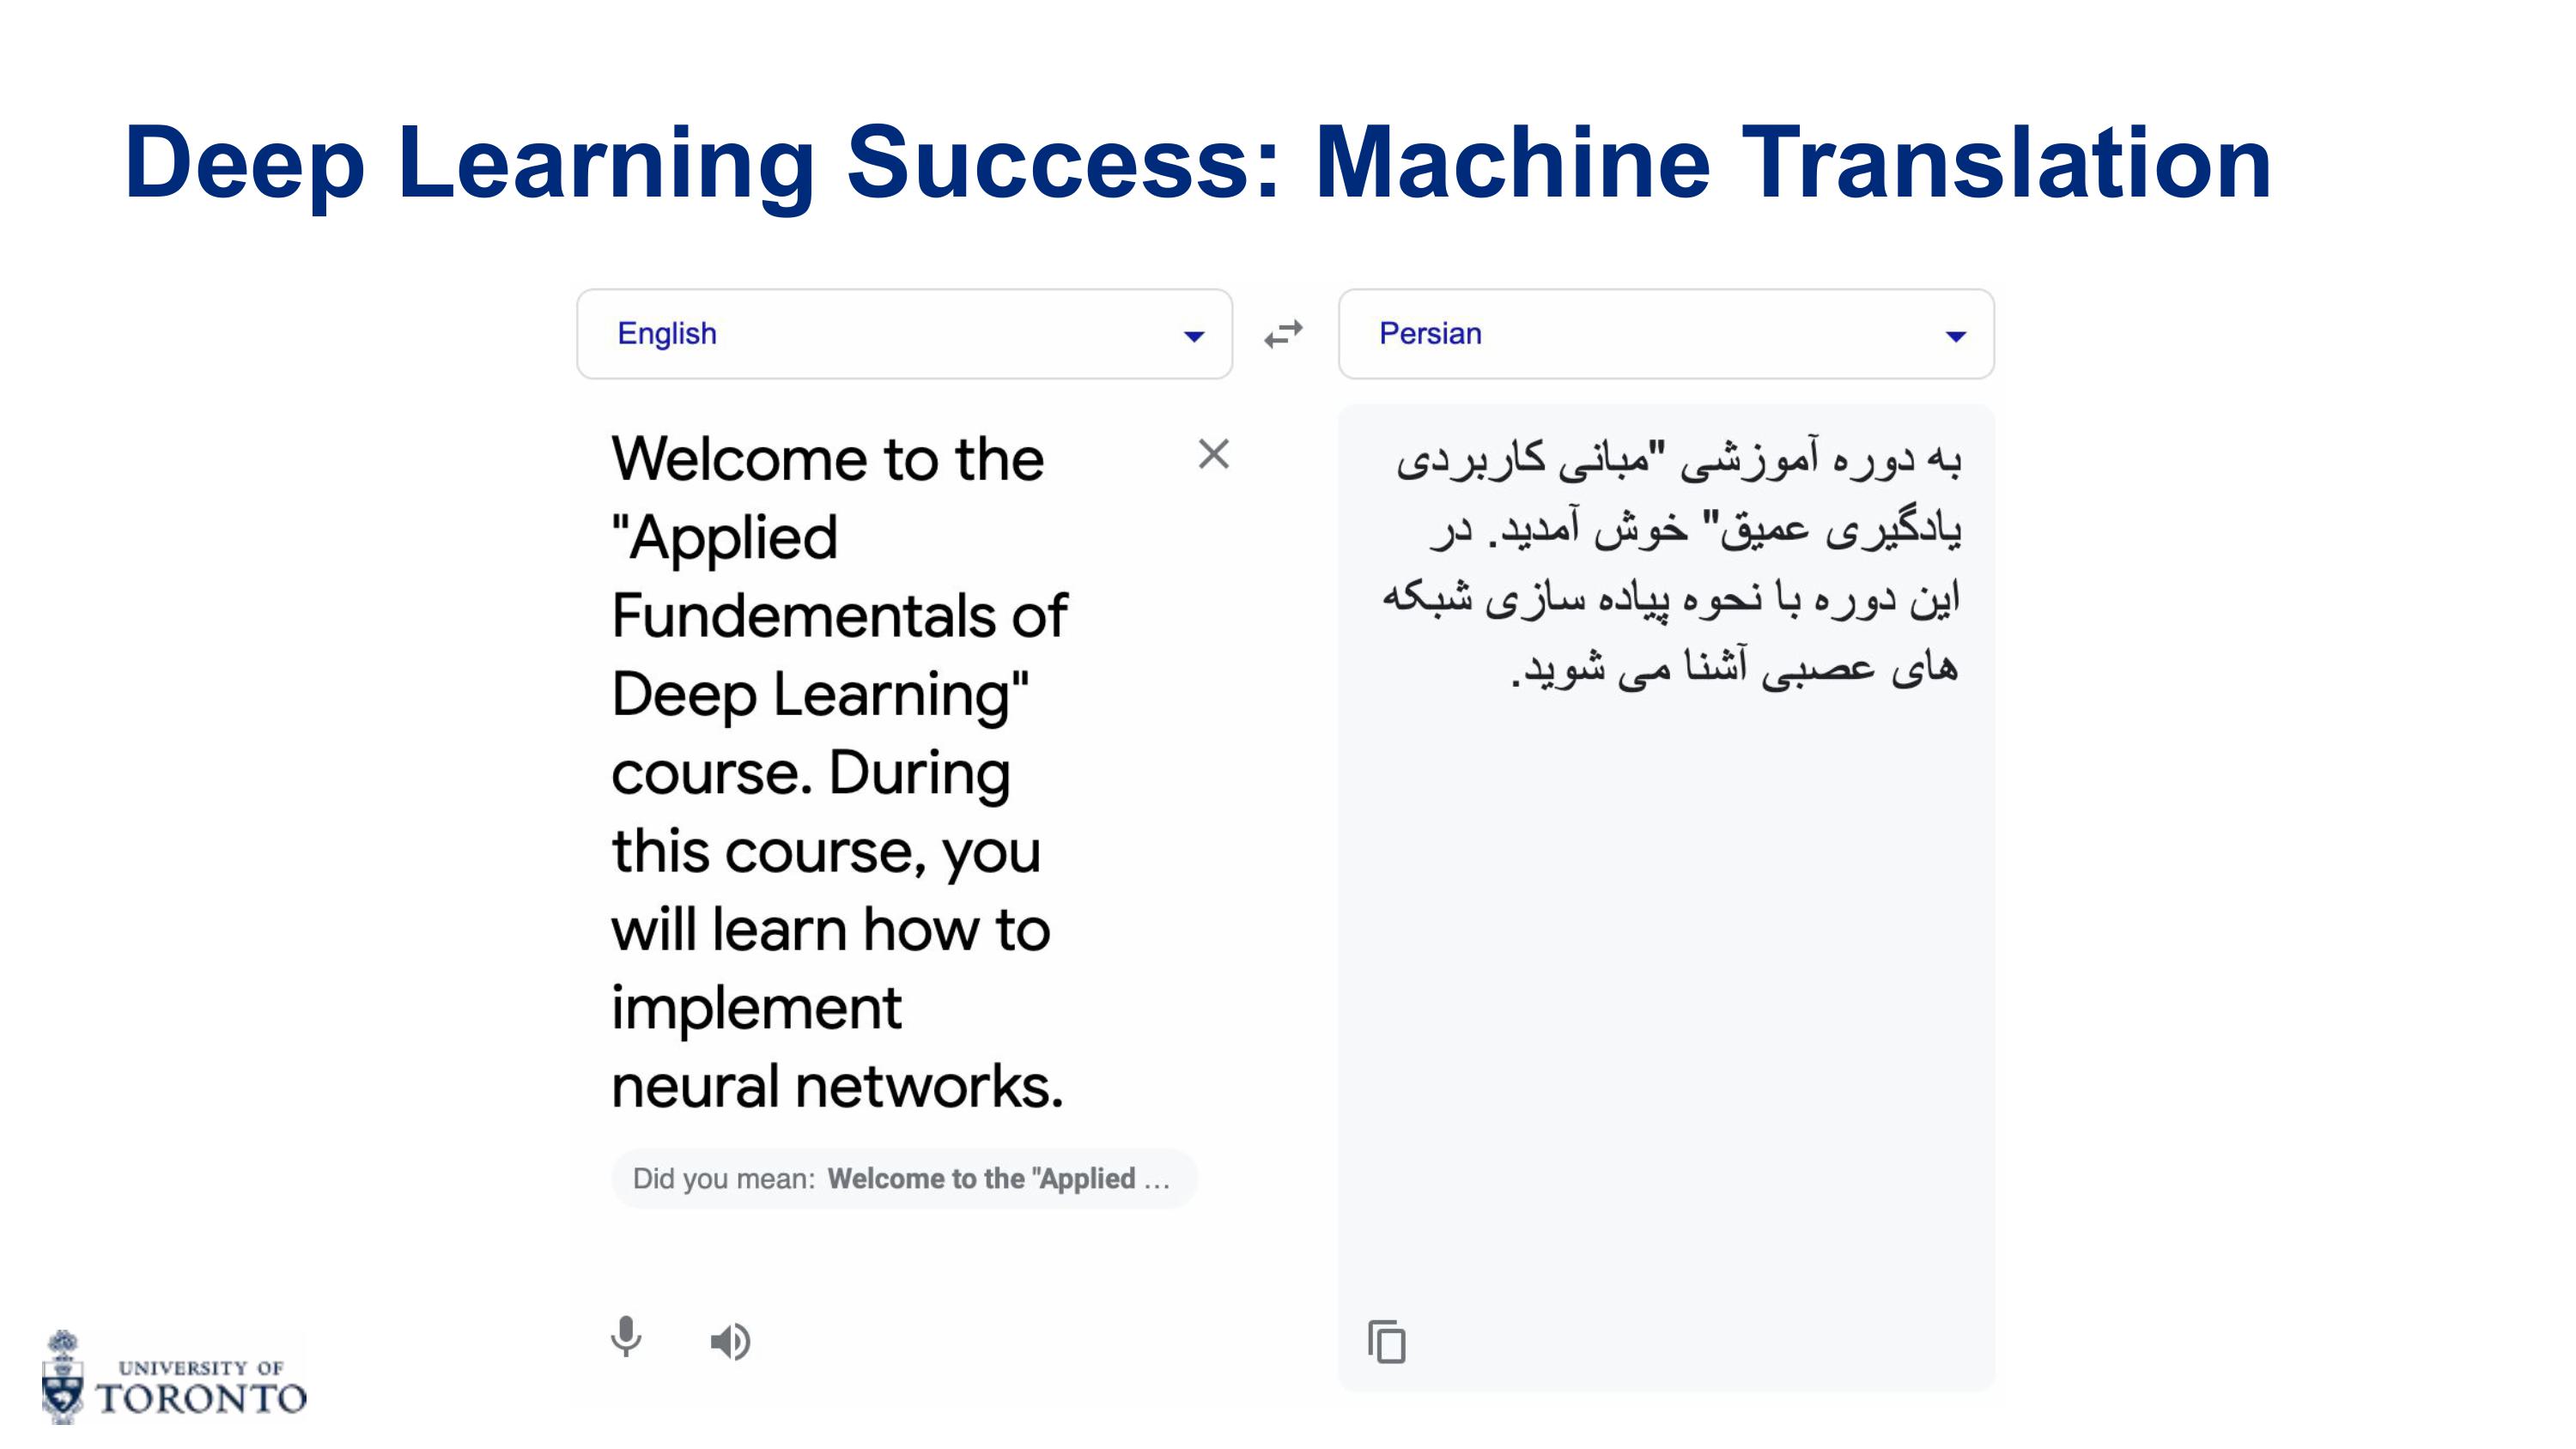 Deep Learning Success: Machine Translation
English
Persian
Welcome to the
"Applied
Fundementals of
Deep Learning"
course. During
this course, you
will learn how to
implement
neural networks.
Did you mean: Welcome to the "Applied ...
به دوره آموزشی "مبانی کاربردی
یادگیری عمیق" خوش آمدید. در
این دوره با نحوه پیاده سازی شبکه
های عصبی آشنا می شوید.
UNIVERSITY OF
TORONTO